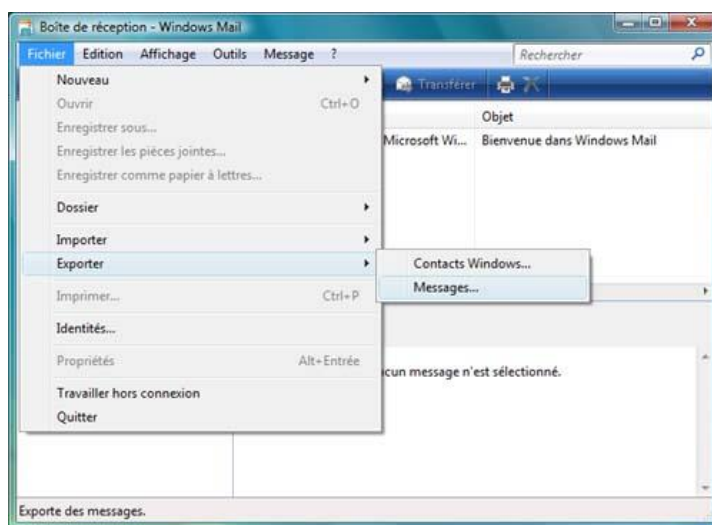 Boîte de réception - Windows Mail
Fichier Edition Affichage Outils Message ?
Rechercher
Nouveau
Ouvrir Ctrl+O
Enregistrer sous...
Enregistrer les pièces jointes...
Enregistrer comme papier à lettres...
Dossier
Importer
Exporter
Imprimer... Ctrl+P
Identités...
Propriétés Alt+Entrée
Travailler hors connexion
Quitter
Contacts Windows...
Messages...
Transférer
Objet
Microsoft Wi... Bienvenue dans Windows Mail
message n'est sélectionné.
Exporte des messages.